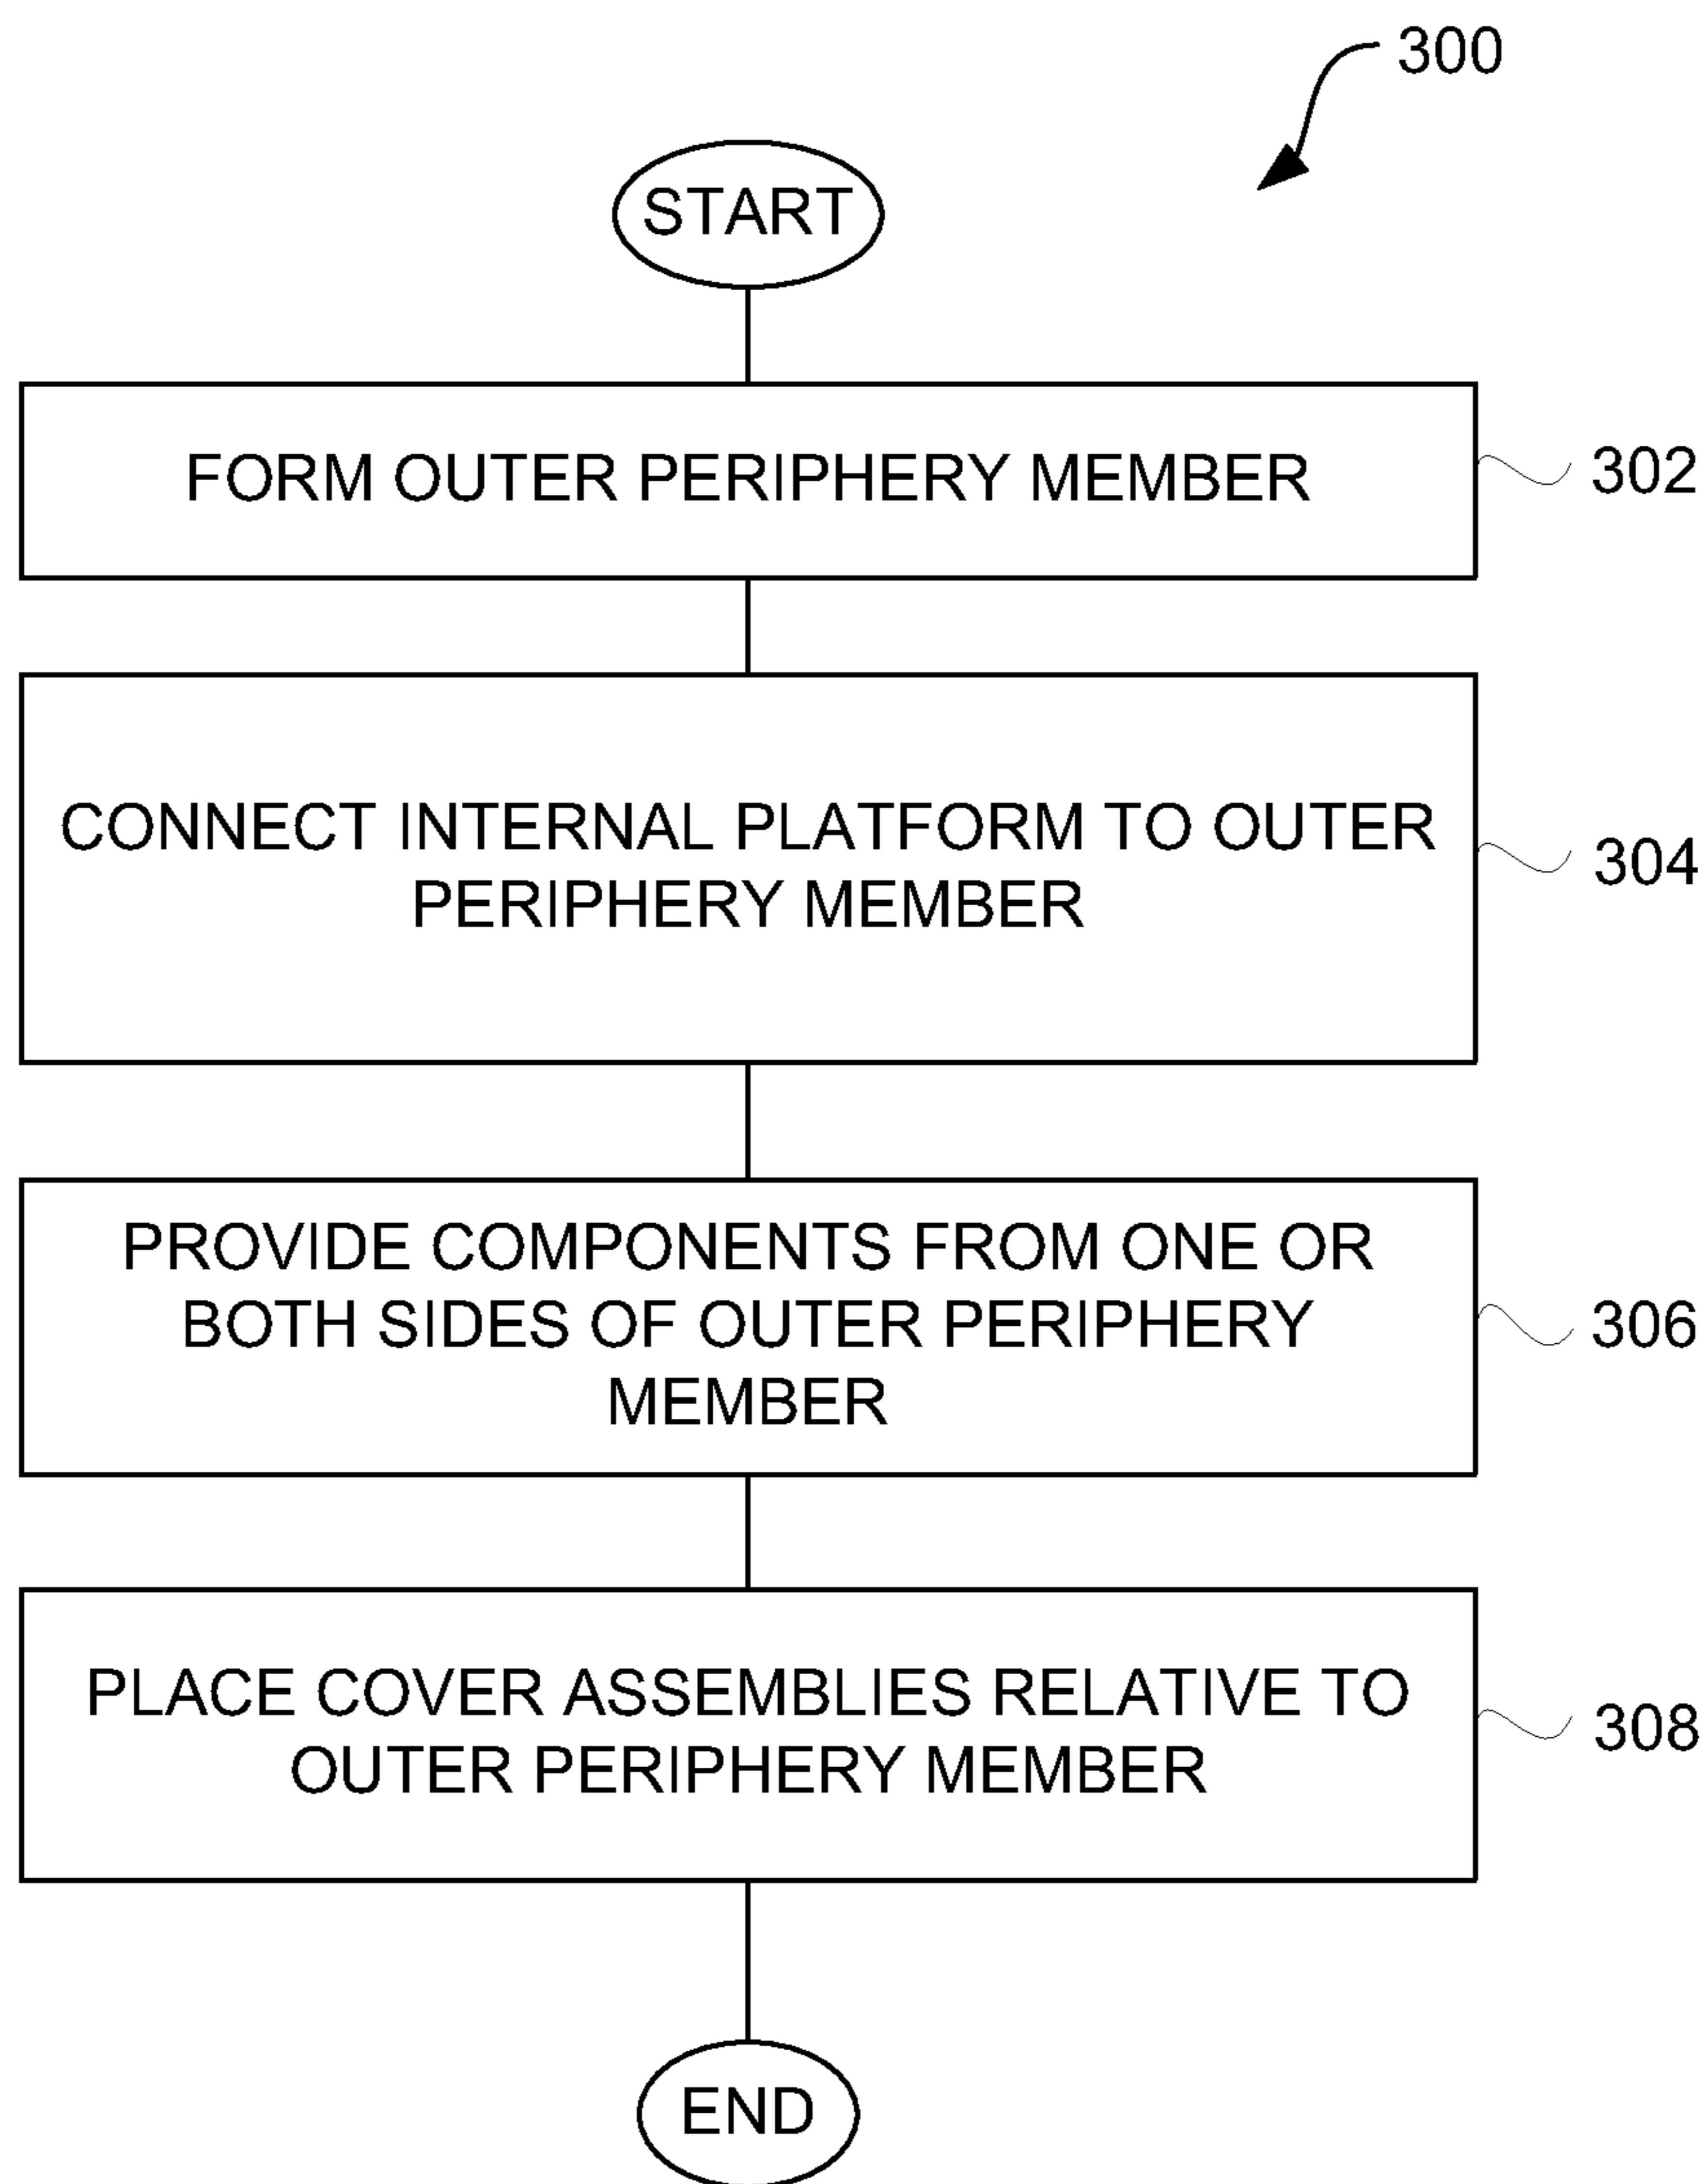 300
START
FORM OUTER PERIPHERY MEMBER
302
CONNECT INTERNAL PLATFORM TO OUTER
PERIPHERY MEMBER
304
PROVIDE COMPONENTS FROM ONE OR
BOTH SIDES OF OUTER PERIPHERY
MEMBER
306
PLACE COVER ASSEMBLIES RELATIVE TO
OUTER PERIPHERY MEMBER
308
END